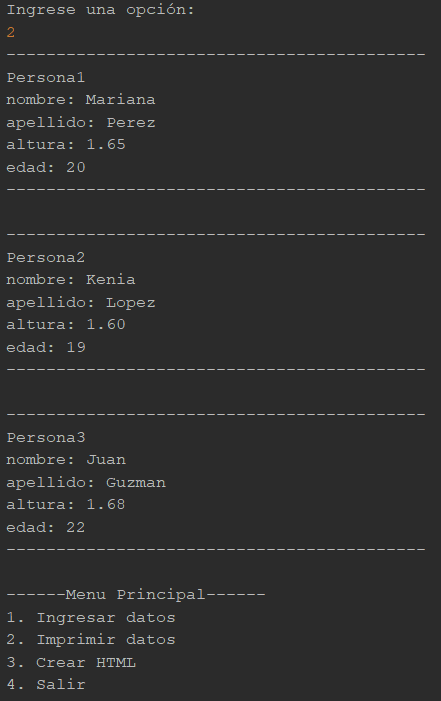 Ingrese una opción:
2
------------------------------------------
Persona1
nombre: Mariana
apellido: Perez
altura: 1.65
edad: 20
------------------------------------------
------------------------------------------
Persona2
nombre: Kenia
apellido: Lopez
altura: 1.60
edad: 19
------------------------------------------
------------------------------------------
Persona3
nombre: Juan
apellido: Guzman
altura: 1.68
edad: 22
------------------------------------------
------Menu Principal------
1. Ingresar datos
2. Imprimir datos
3. Crear HTML
4. Salir